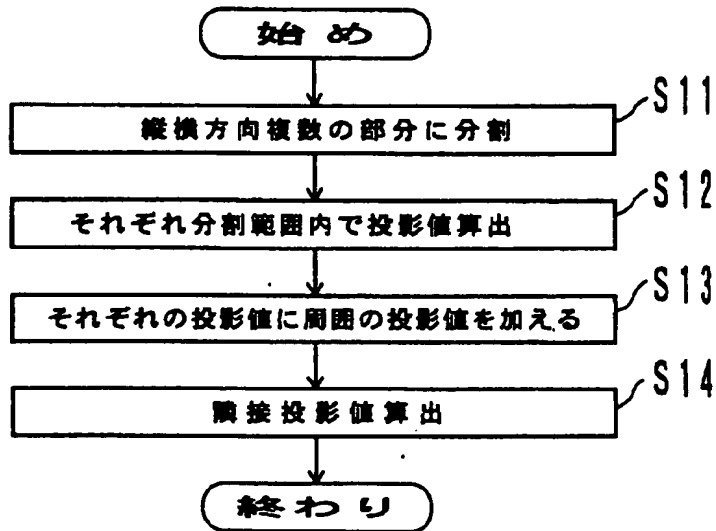 始め
S11
縦横方向複数の部分に分割
S12
それぞれ分割範囲内で投影値算出
S13
それぞれの投影値に周囲の投影値を加える
S14
隣接投影値算出
終わり